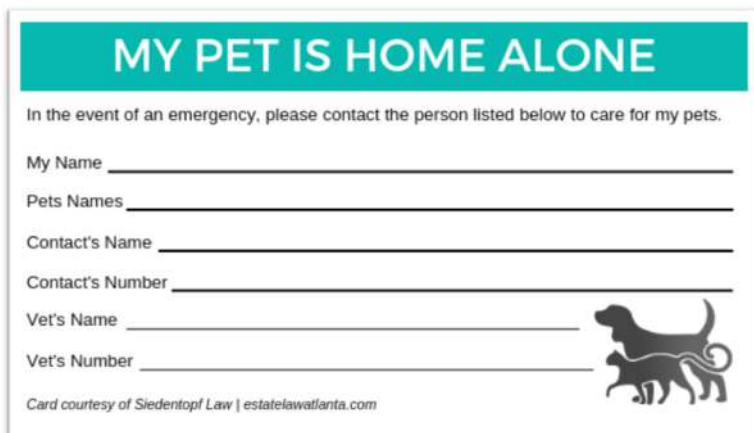 MY PET IS HOME ALONE
In the event of an emergency, please contact the person listed below to care for my pets.
My Name
Pets Names
Contact's Name
Contact's Number
Vet's Name
Vet's Number
Card courtesy of Siedentopf Law | estatelawatlanta.com